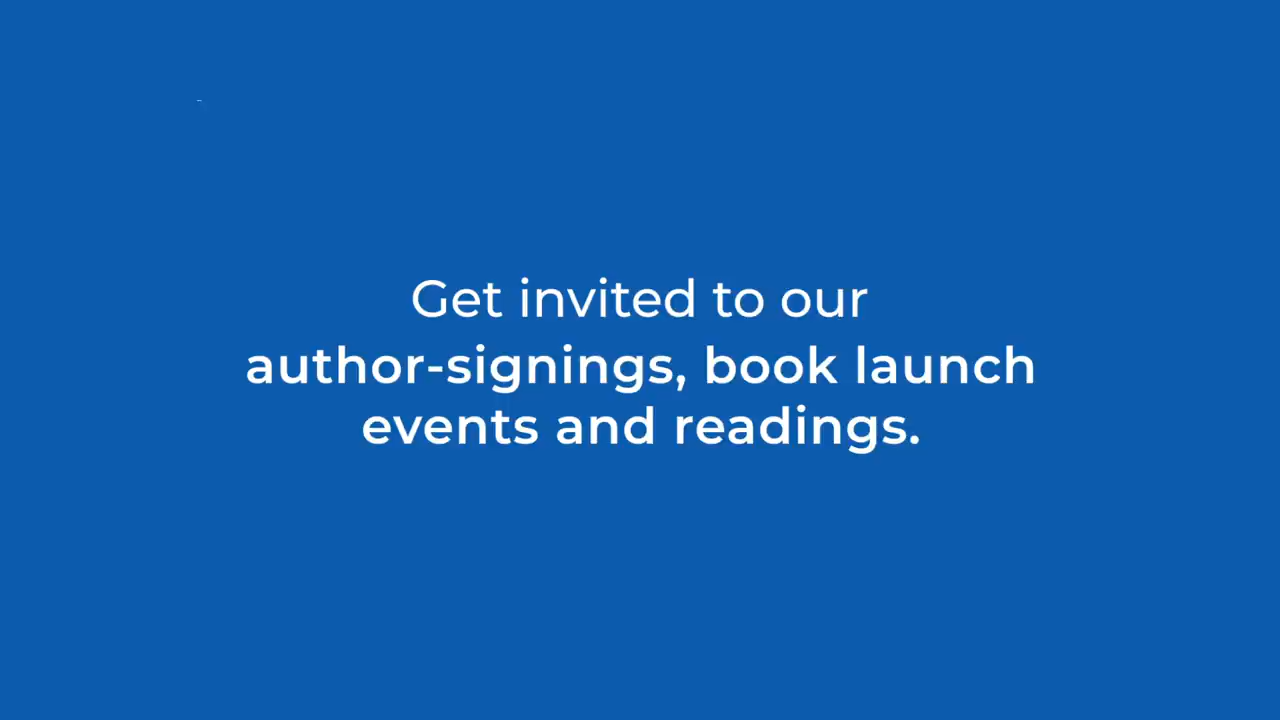 Get invited to our
author-signings, book launch
events and readings.